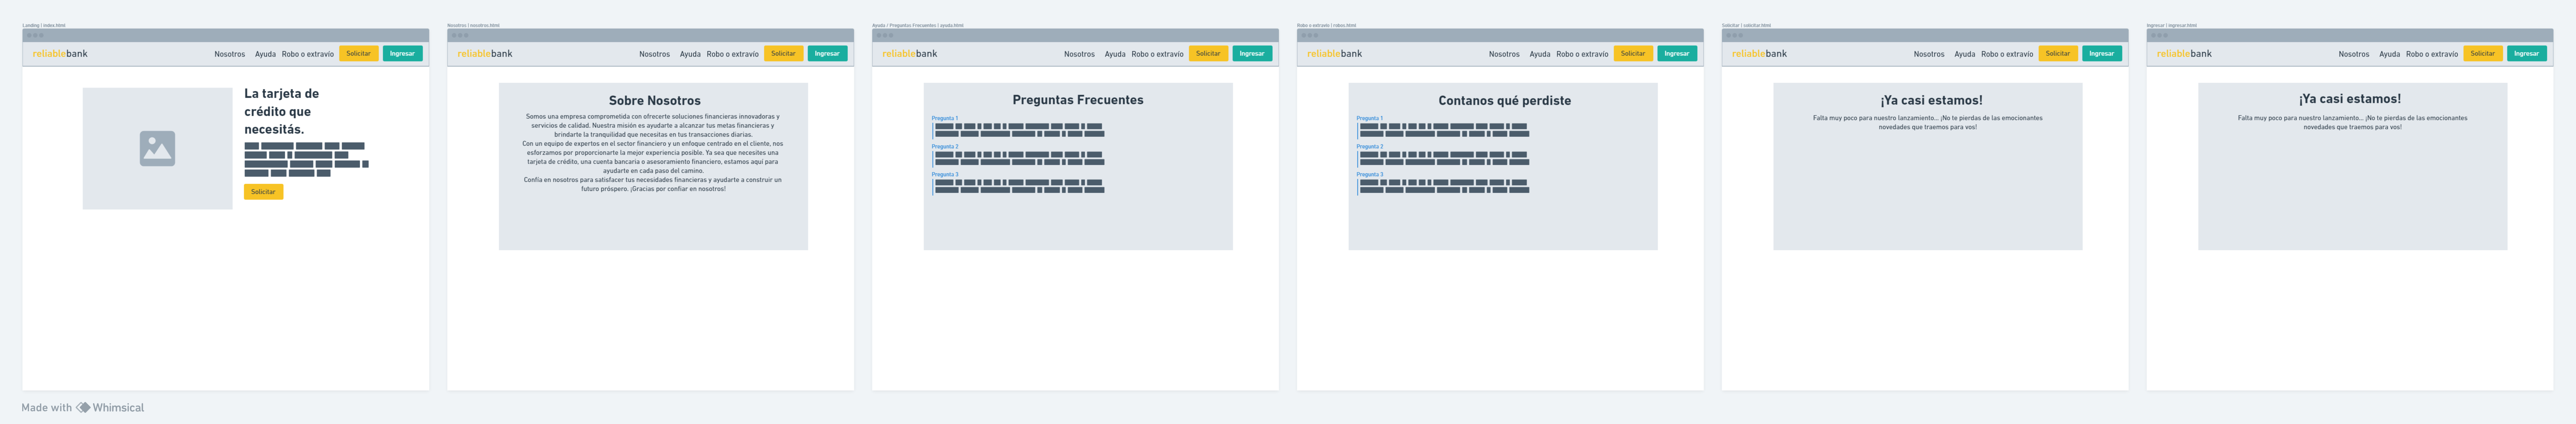 Landing | index.html
reliablebank
Nosotros Ayuda Robo o extravío Solicitar Ingresar
La tarjeta de
crédito que
necesitás.
Solicitar
Nosotros | nosotros.html
reliablebank
Nosotros Ayuda Robo o extravío Solicitar Ingresar
Sobre Nosotros
Somos una empresa comprometida con ofrecerte soluciones financieras innovadoras y
servicios de calidad. Nuestra misión es ayudarte a alcanzar tus metas financieras y
brindarte la tranquilidad que necesitas en tus transacciones diarias.
Con un equipo de expertos en el sector financiero y un enfoque centrado en el cliente, nos
esforzamos por proporcionarte la mejor experiencia posible. Ya sea que necesites una
tarjeta de crédito, una cuenta bancaria o asesoramiento financiero, estamos aquí para
ayudarte en cada paso del camino.
Confía en nosotros para satisfacer tus necesidades financieras y ayudarte a construir un
futuro próspero. ¡Gracias por confiar en nosotros!
Ayuda / Preguntas Frecuentes | ayuda.html
reliablebank
Nosotros Ayuda Robo o extravío Solicitar Ingresar
Preguntas Frecuentes
Pregunta 1
Pregunta 2
Pregunta 3
Robo o extravio | robos.html
reliablebank
Nosotros Ayuda Robo o extravío Solicitar Ingresar
Contanos qué perdiste
Pregunta 1
Pregunta 2
Pregunta 3
Solicitar | solicitar.html
reliablebank
Nosotros Ayuda Robo o extravío Solicitar Ingresar
¡Ya casi estamos!
Falta muy poco para nuestro lanzamiento... ¡No te pierdas de las emocionantes
novedades que traemos para vos!
Ingresar | ingresar.html
reliablebank
Nosotros Ayuda Robo o extravío Solicitar Ingresar
¡Ya casi estamos!
Falta muy poco para nuestro lanzamiento... ¡No te pierdas de las emocionantes
novedades que traemos para vos!
Made with Whimsical